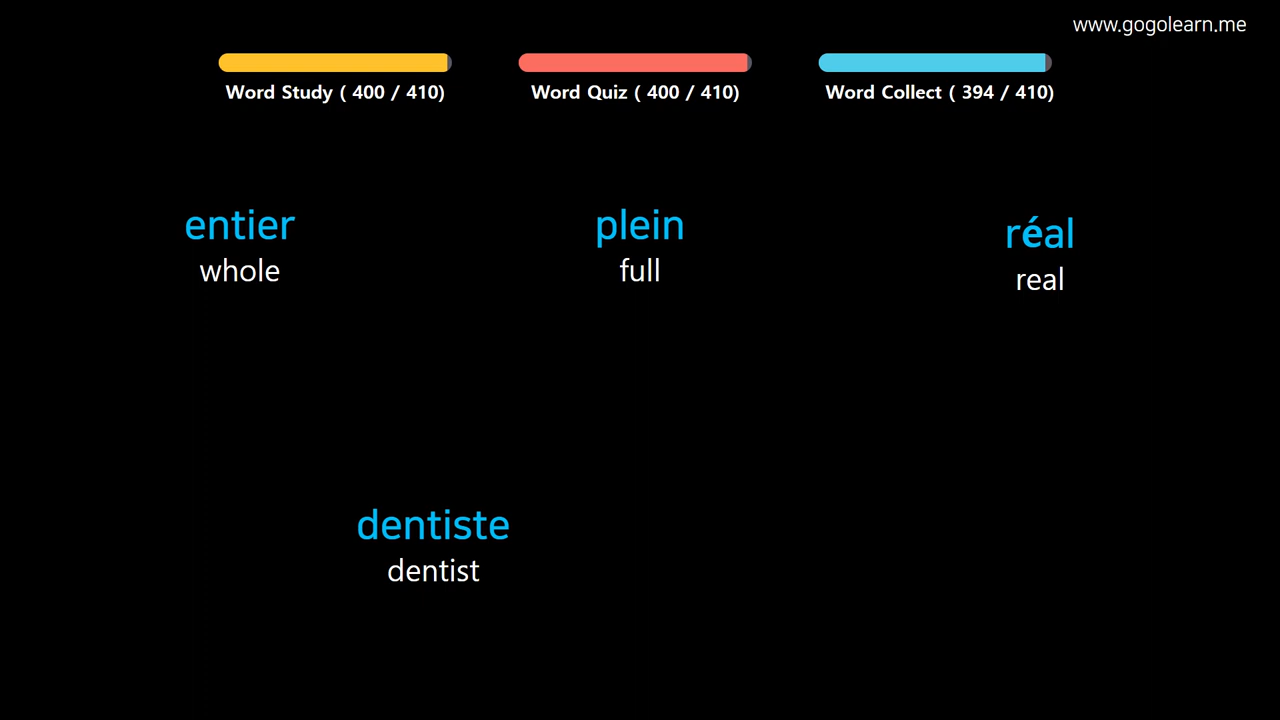 www.gogolearn.me
Word Study ( 400 / 410)
Word Quiz ( 400 / 410)
Word Collect ( 394 / 410)
entier
whole
plein
full
réal
real
dentiste
dentist